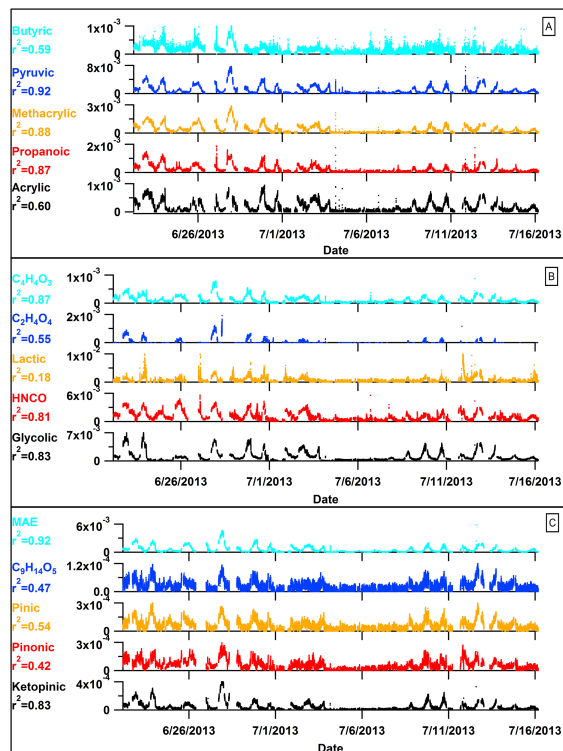 A
Butyric
r²=0.59
1x10⁻³
0
Pyruvic
r²=0.92
8x10⁻³
0
Methacrylic
r²=0.88
3x10⁻³
0
Propanoic
r²=0.87
2x10⁻³
0
Acrylic
r²=0.60
1x10⁻³
0
6/26/2013 7/1/2013 7/6/2013 7/11/2013 7/16/2013
Date
B
C₄H₄O₃
r²=0.87
1x10⁻³
0
C₂H₄O₄
r²=0.55
2x10⁻³
0
Lactic
r²=0.18
1x10⁻²
0
HNCO
r²=0.81
6x10
0
Glycolic
r²=0.83
7x10
0
6/26/2013 7/1/2013 7/6/2013 7/11/2013 7/16/2013
Date
C
MAE
r²=0.92
6x10⁻³
0
C₉H₁₄O₅
r²=0.47
1.2x10
0.0
Pinic
r²=0.54
3x10⁻⁴
0
Pinonic
r²=0.42
3x10⁻⁴
0
Ketopinic
r²=0.83
4x10⁻⁴
0
6/26/2013 7/1/2013 7/6/2013 7/11/2013 7/16/2013
Date